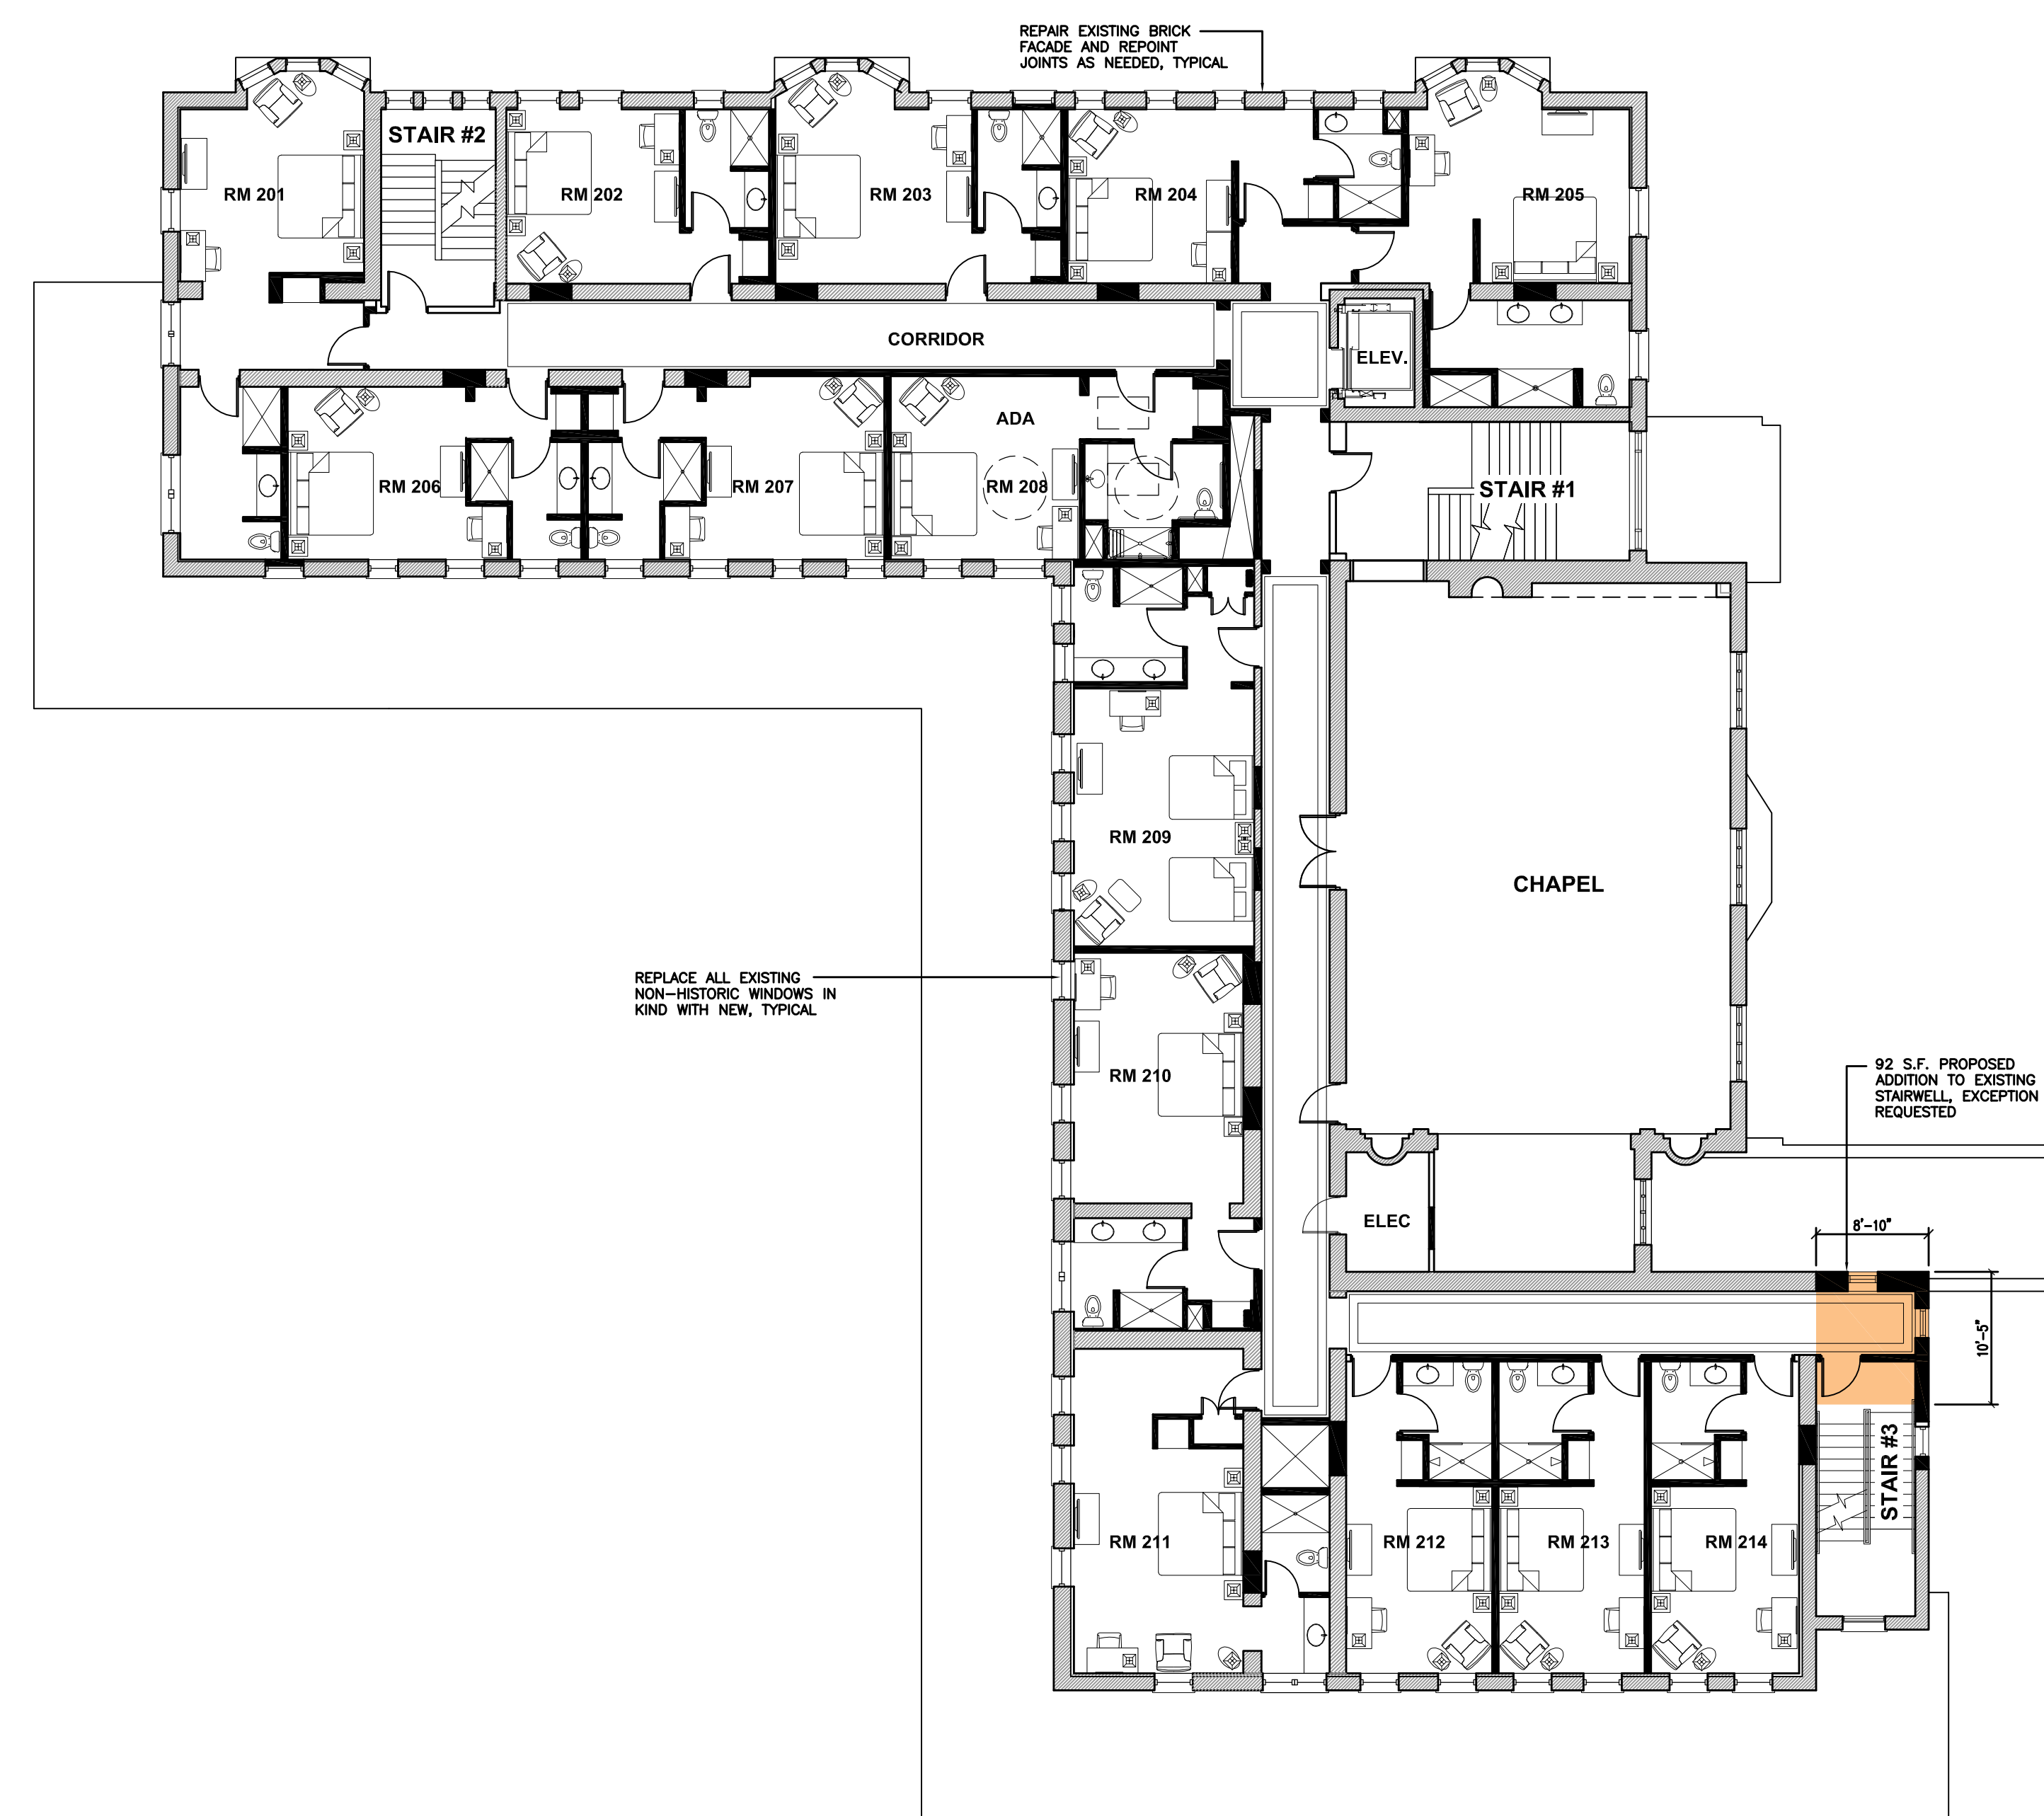 REPAIR EXISTING BRICK
FACADE AND REPOINT
JOINTS AS NEEDED, TYPICAL
STAIR #2
RM 201
RM 202
RM 203
RM 204
RM 205
CORRIDOR
ELEV.
ADA
RM 206
RM 207
RM 208
STAIR #1
RM 209
CHAPEL
REPLACE ALL EXISTING
NON-HISTORIC WINDOWS IN
KIND WITH NEW, TYPICAL
RM 210
92 S.F. PROPOSED
ADDITION TO EXISTING
STAIRWELL, EXCEPTION
REQUESTED
ELEC
8'-10"
10'-5"
STAIR #3
RM 211
RM 212
RM 213
RM 214